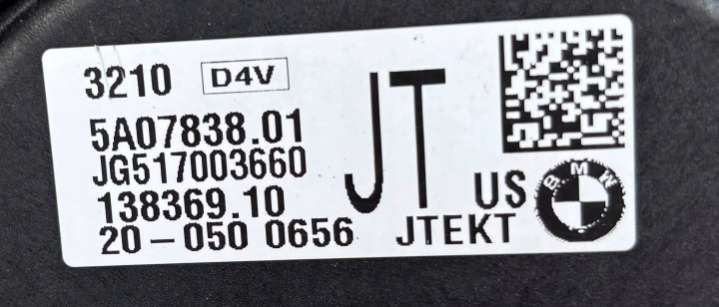 3210 D4V
5A07838.01
JG517003660
138369.10
20-050 0656
JT
US
JTEKT
BMW